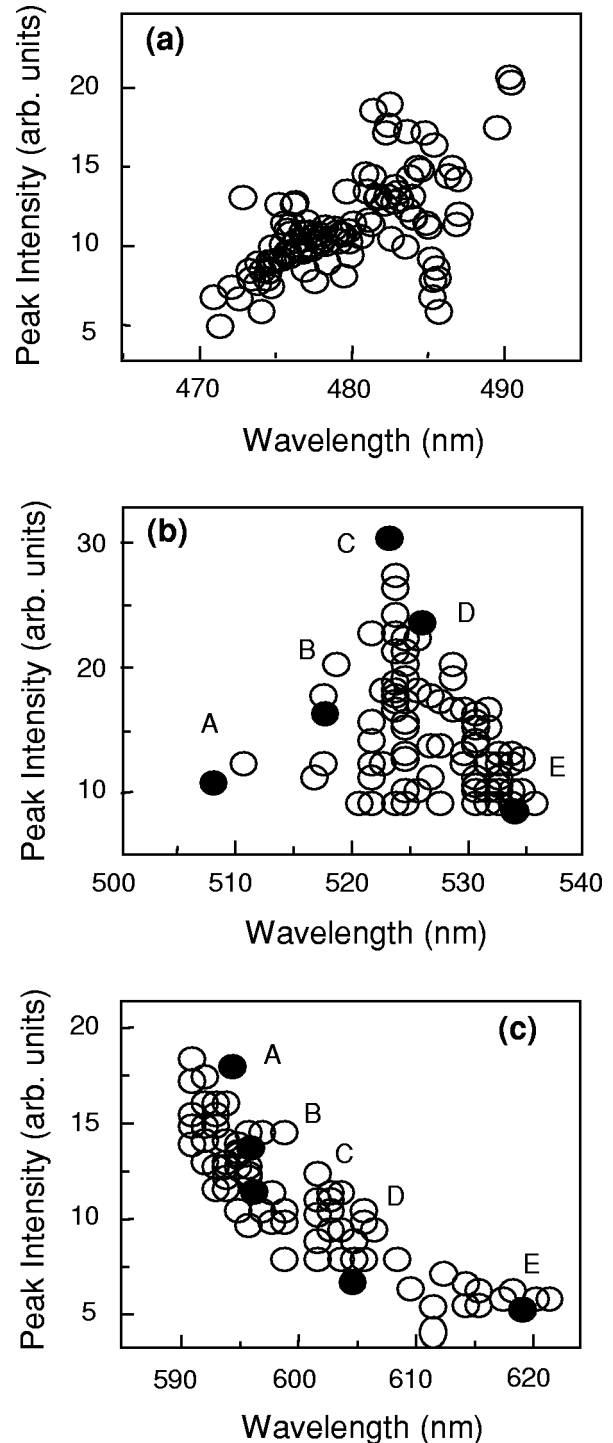 (a)
Peak Intensity (arb. units)
20
15
10
5
470
480
490
Wavelength (nm)
(b)
Peak Intensity (arb. units)
30
20
10
A
B
C
D
E
500
510
520
530
540
Wavelength (nm)
(c)
Peak Intensity (arb. units)
20
15
10
5
A
B
C
D
E
590
600
610
620
Wavelength (nm)